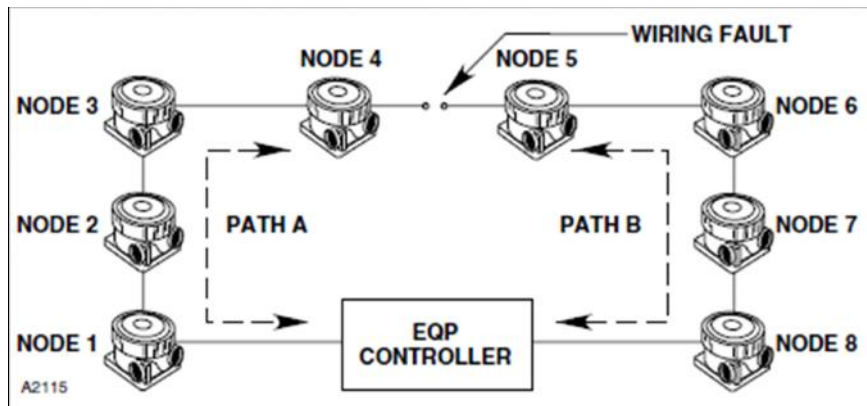 WIRING FAULT
NODE 4
NODE 5
NODE 3
NODE 6
NODE 2
PATH A
PATH B
NODE 7
NODE 1
EQP
CONTROLLER
NODE 8
A2115